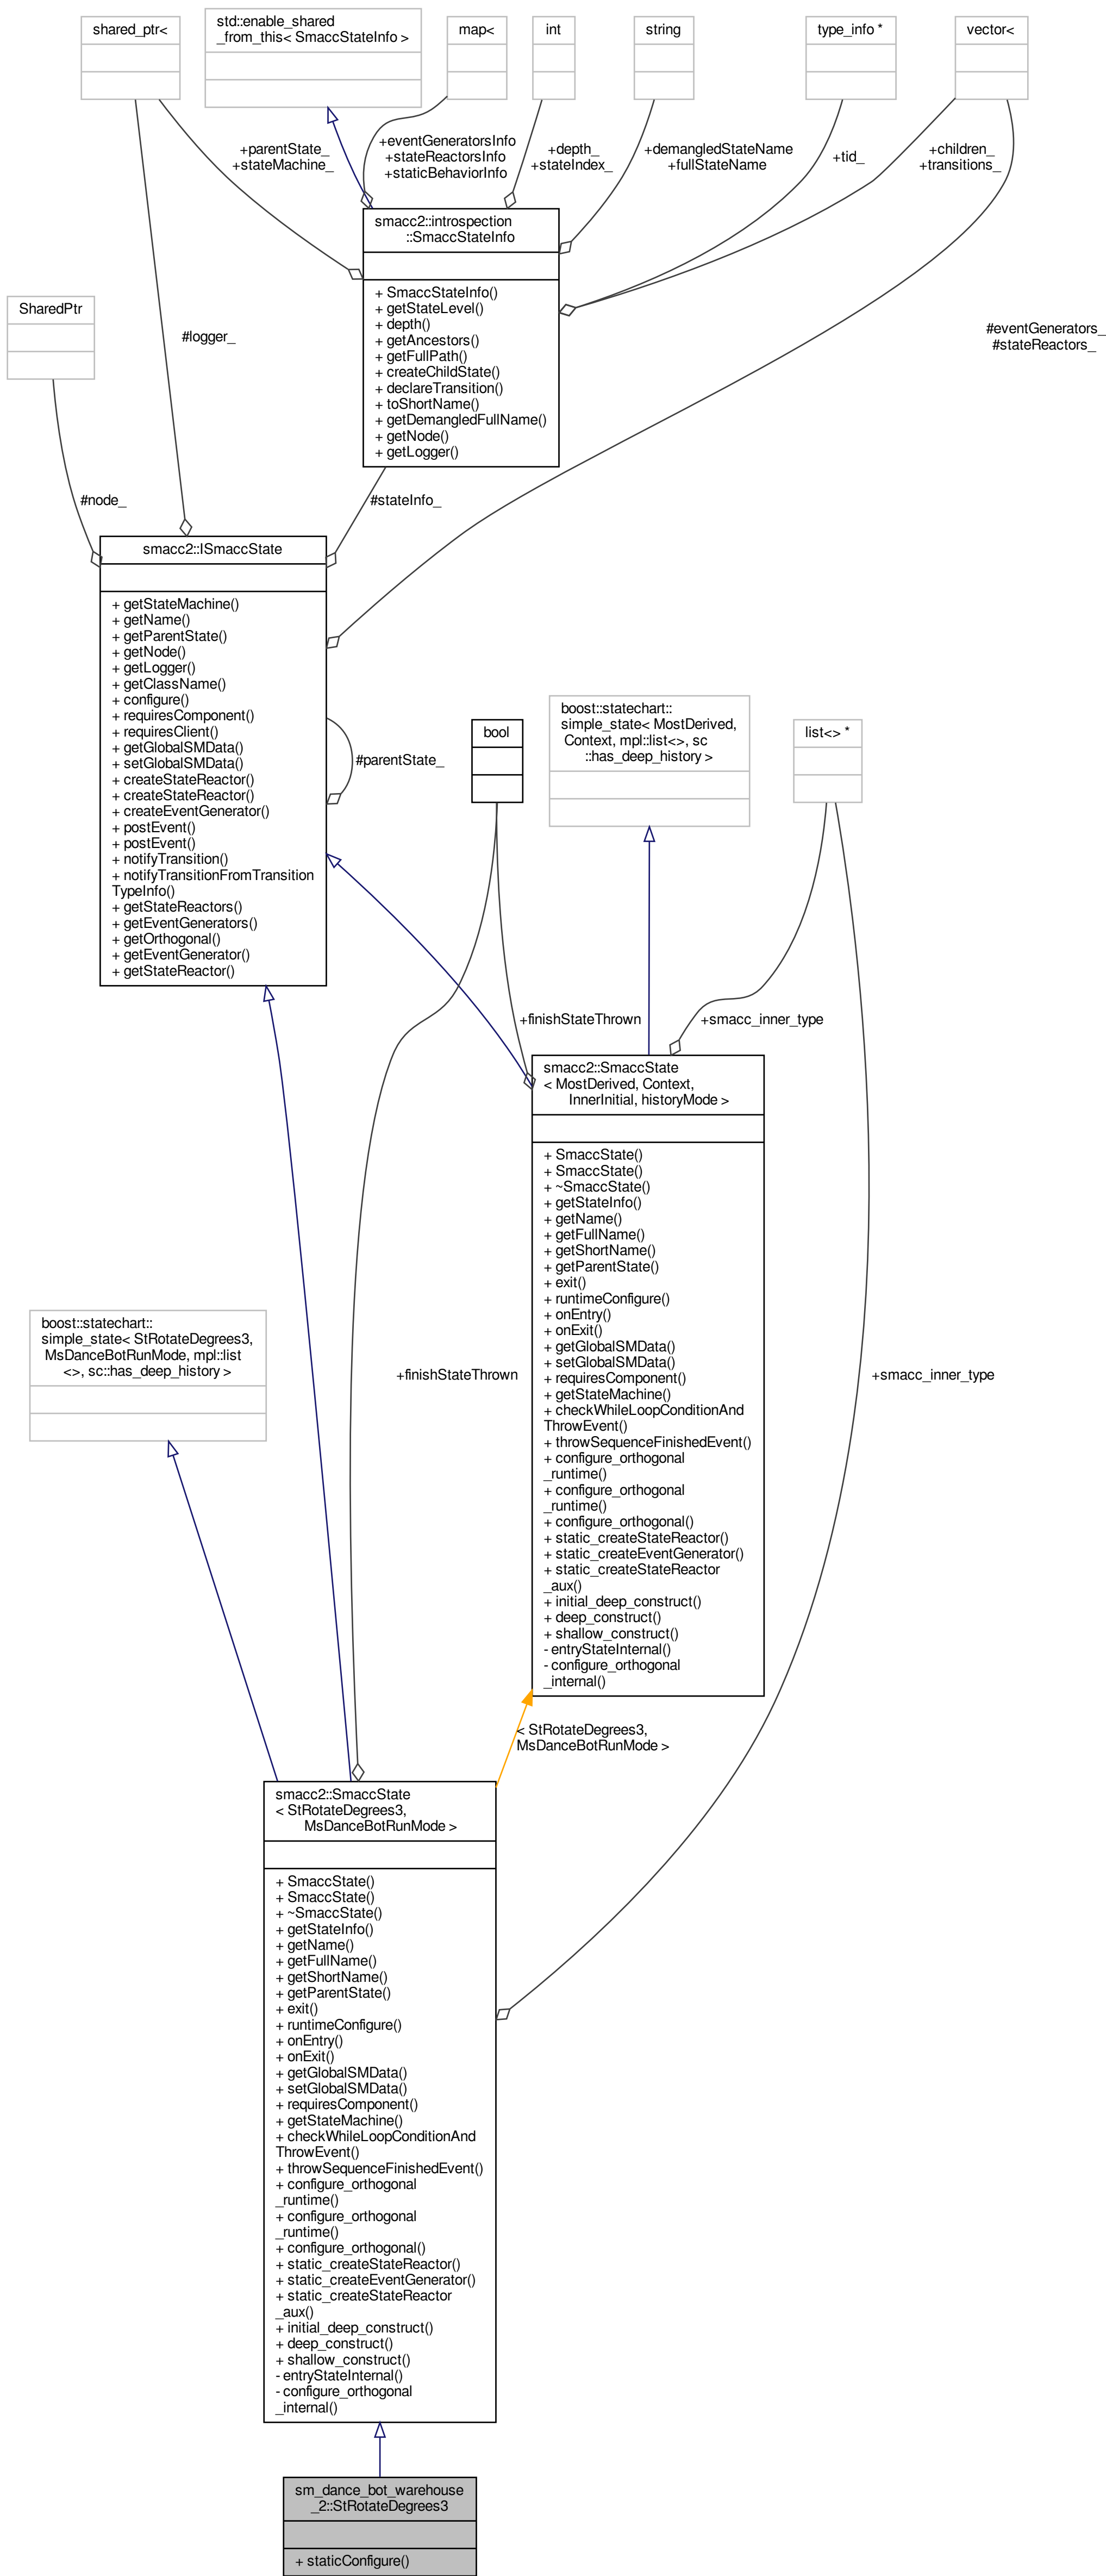 shared_ptr<
std::enable_shared
_from_this< SmaccStateInfo >
map<
int
string
type_info *
vector<
+parentState_
+stateMachine_
+eventGeneratorsInfo
+stateReactorsInfo
+staticBehaviorInfo
+depth_
+stateIndex_
+demangledStateName
+fullStateName
+tid_
+children_
+transitions_
smacc2::introspection
::SmaccStateInfo
+ SmaccStateInfo()
+ getStateLevel()
+ depth()
+ getAncestors()
+ getFullPath()
+ createChildState()
+ declareTransition()
+ toShortName()
+ getDemangledFullName()
+ getNode()
+ getLogger()
SharedPtr
#logger_
#eventGenerators_
#stateReactors_
#node_
#stateInfo_
smacc2::ISmaccState
+ getStateMachine()
+ getName()
+ getParentState()
+ getNode()
+ getLogger()
+ getClassName()
+ configure()
+ requiresComponent()
+ requiresClient()
+ getGlobalSMData()
+ setGlobalSMData()
+ createStateReactor()
+ createStateReactor()
+ createEventGenerator()
+ postEvent()
+ postEvent()
+ notifyTransition()
+ notifyTransitionFromTransition
TypeInfo()
+ getStateReactors()
+ getEventGenerators()
+ getOrthogonal()
+ getEventGenerator()
+ getStateReactor()
#parentState_
bool
boost::statechart::
simple_state< MostDerived,
Context, mpl::list<>, sc
::has_deep_history >
list<> *
+finishStateThrown
+smacc_inner_type
smacc2::SmaccState
< MostDerived, Context,
InnerInitial, historyMode >
+ SmaccState()
+ SmaccState()
+ ~SmaccState()
+ getStateInfo()
+ getName()
+ getFullName()
+ getShortName()
+ getParentState()
+ exit()
+ runtimeConfigure()
+ onEntry()
+ onExit()
+ getGlobalSMData()
+ setGlobalSMData()
+ requiresComponent()
+ getStateMachine()
+ checkWhileLoopConditionAnd
ThrowEvent()
+ throwSequenceFinishedEvent()
+ configure_orthogonal
_runtime()
+ configure_orthogonal
_runtime()
+ configure_orthogonal()
+ static_createStateReactor()
+ static_createEventGenerator()
+ static_createStateReactor
_aux()
+ initial_deep_construct()
+ deep_construct()
+ shallow_construct()
- entryStateInternal()
- configure_orthogonal
_internal()
boost::statechart::
simple_state< StRotateDegrees3,
MsDanceBotRunMode, mpl::list
<>, sc::has_deep_history >
+finishStateThrown
+smacc_inner_type
< StRotateDegrees3,
MsDanceBotRunMode >
smacc2::SmaccState
< StRotateDegrees3,
MsDanceBotRunMode >
+ SmaccState()
+ SmaccState()
+ ~SmaccState()
+ getStateInfo()
+ getName()
+ getFullName()
+ getShortName()
+ getParentState()
+ exit()
+ runtimeConfigure()
+ onEntry()
+ onExit()
+ getGlobalSMData()
+ setGlobalSMData()
+ requiresComponent()
+ getStateMachine()
+ checkWhileLoopConditionAnd
ThrowEvent()
+ throwSequenceFinishedEvent()
+ configure_orthogonal
_runtime()
+ configure_orthogonal
_runtime()
+ configure_orthogonal()
+ static_createStateReactor()
+ static_createEventGenerator()
+ static_createStateReactor
_aux()
+ initial_deep_construct()
+ deep_construct()
+ shallow_construct()
- entryStateInternal()
- configure_orthogonal
_internal()
sm_dance_bot_warehouse
_2::StRotateDegrees3
+ staticConfigure()